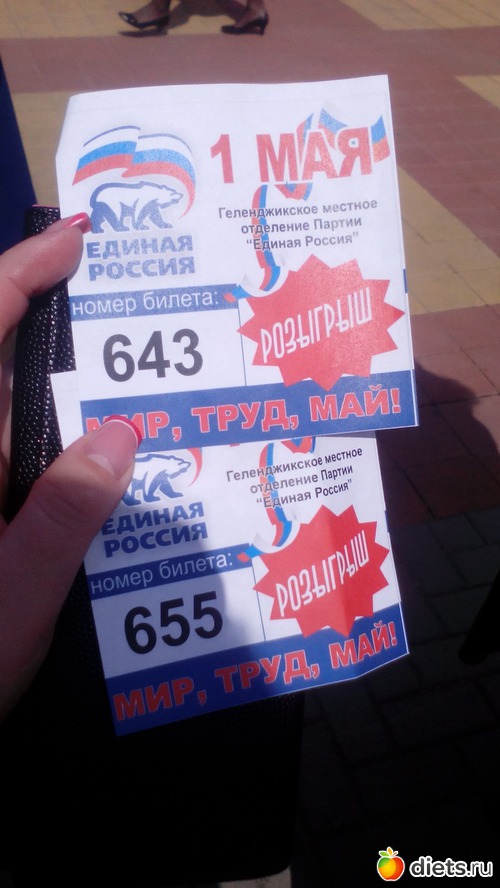 1 МАЯ
Геленджикское местное
отделение Партии
"Единая Россия"
ЕДИНАЯ
РОССИЯ
номер билета:
643
РОЗЫГРЫШ
МИР, ТРУД, МАЙ!
Геленджикское местное
отделение Партии
"Единая Россия"
ЕДИНАЯ
РОССИЯ
номер билета:
655
РОЗЫГРЫШ
МИР, ТРУД, МАЙ!
diets.ru